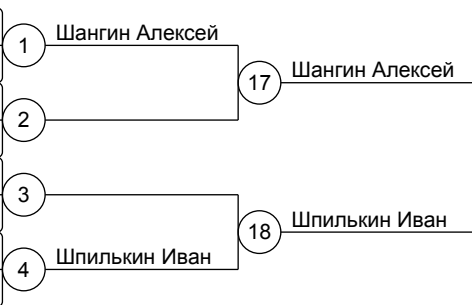 1 Шангин Алексей
17 Шангин Алексей
2
3
18 Шпилькин Иван
4 Шпилькин Иван